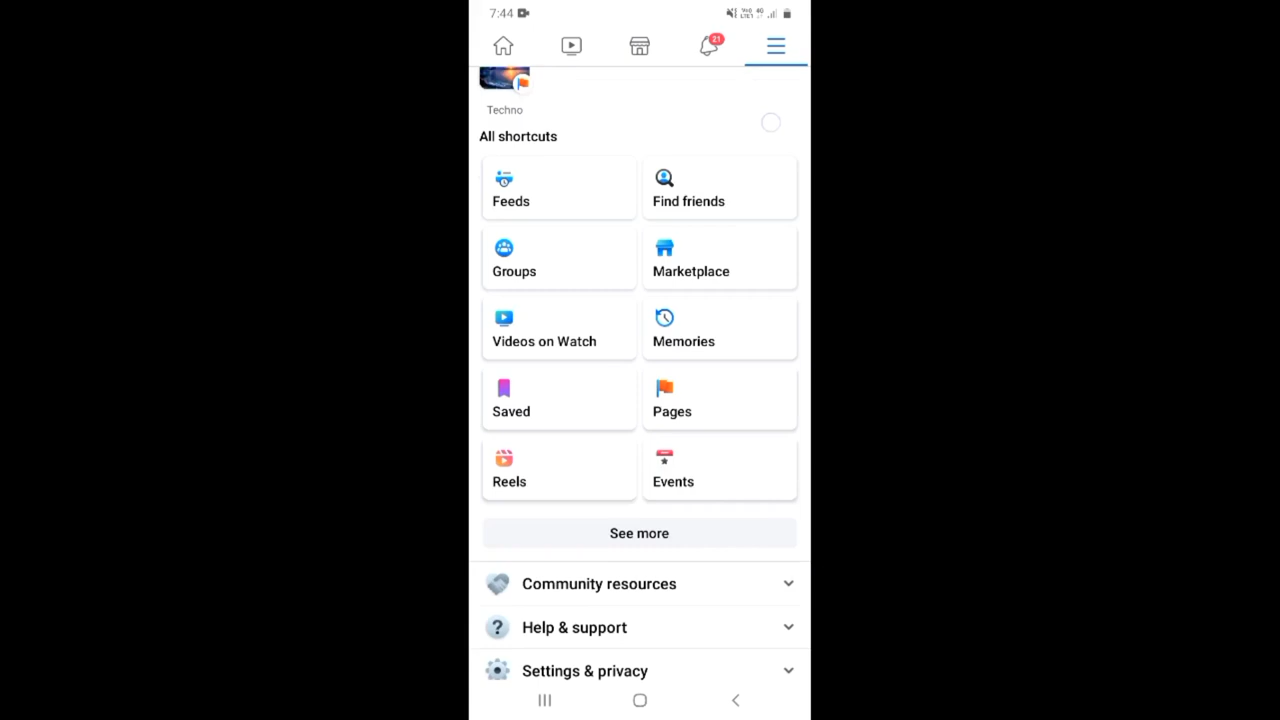 7:44
21
Techno
All shortcuts
Feeds
Find friends
Groups
Marketplace
Videos on Watch
Memories
Saved
Pages
Reels
Events
See more
Community resources
? Help & support
Settings & privacy